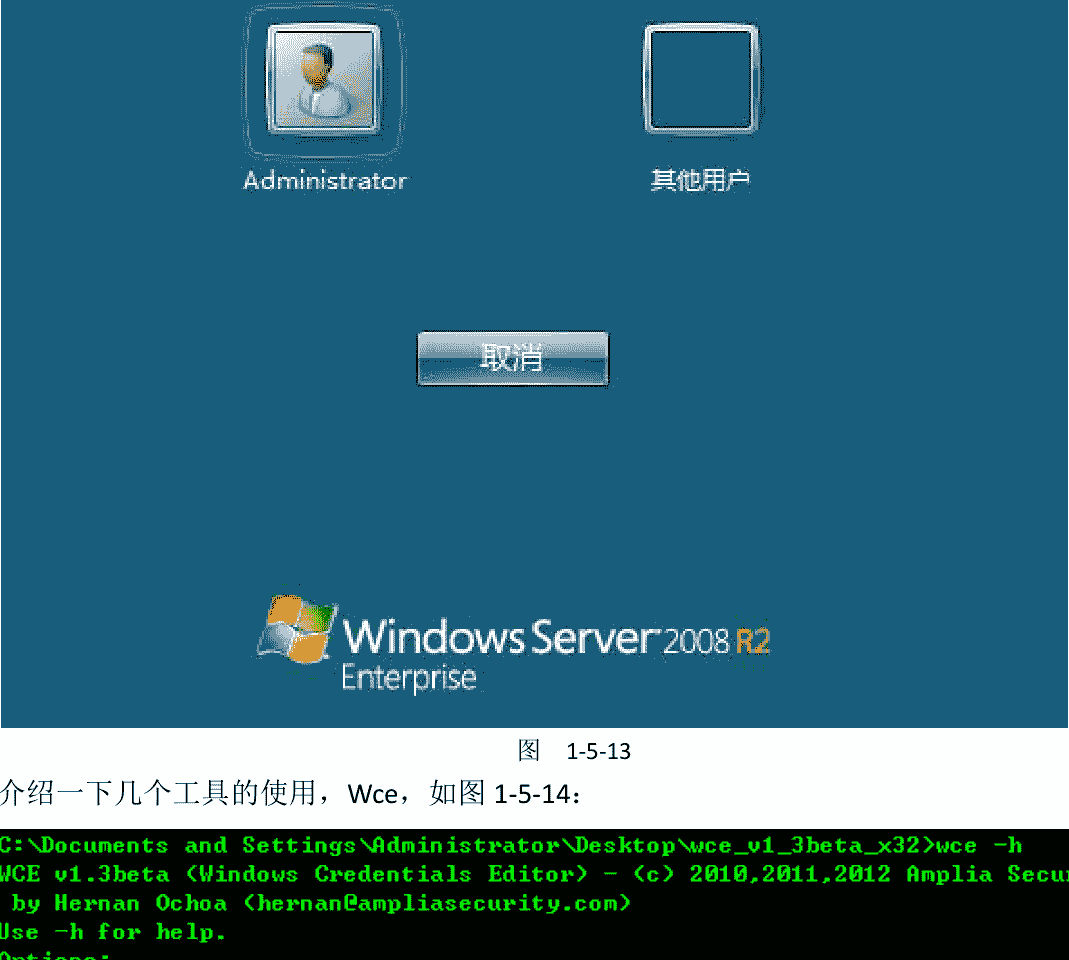 Administrator
其他用户
取消
Windows Server 2008 R2
Enterprise
图 1-5-13
介绍一下几个工具的使用，Wce，如图 1-5-14：
C:\Documents and Settings\Administrator\Desktop\wce_v1_3beta_x32>wce -h
WCE v1.3beta (Windows Credentials Editor) - (c) 2010,2011,2012 Amplia Secu
by Hernan Ochoa (hernan@ampliasecurity.com)
Use -h for help.
Options: